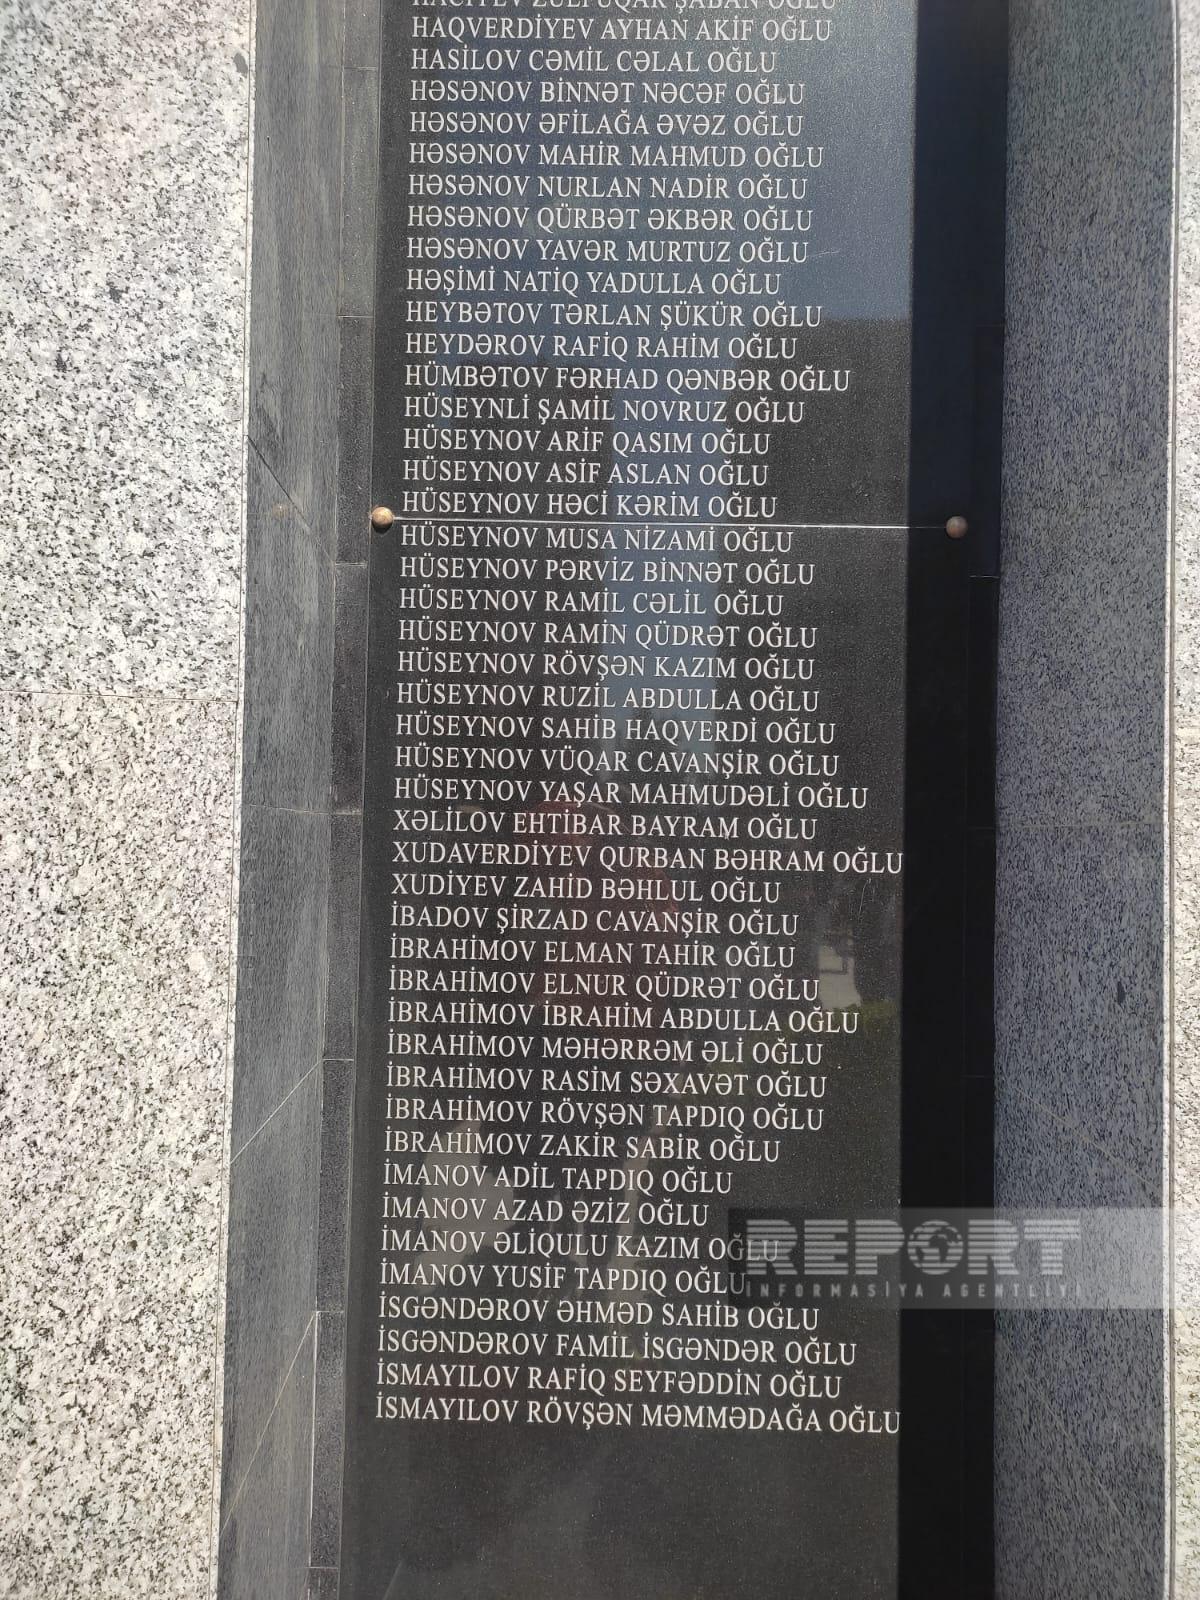 HACIYEV ZÜLFÜQAR ŞABAN OĞLU
HAQVERDİYEV AYHAN AKİF OĞLU
HASİLOV CƏMİL CƏLAL OĞLU
HƏSƏNOV BİNNƏT NƏCƏF OĞLU
HƏSƏNOV ƏFİLAĞA ƏVƏZ OĞLU
HƏSƏNOV MAHİR MAHMUD OĞLU
HƏSƏNOV NURLAN NADİR OĞLU
HƏSƏNOV QÜRBƏT ƏKBƏR OĞLU
HƏSƏNOV YAVƏR MURTUZ OĞLU
HƏŞİMİ NATİQ YADULLA OĞLU
HEYBƏTOV TƏRLAN ŞÜKÜR OĞLU
HEYDƏROV RAFİQ RAHİM OĞLU
HÜMBƏTOV FƏRHAD QƏNBƏR OĞLU
HÜSEYNLİ ŞAMİL NOVRUZ OĞLU
HÜSEYNOV ARİF QASIM OĞLU
HÜSEYNOV ASİF ASLAN OĞLU
HÜSEYNOV HƏCİ KƏRİM OĞLU
HÜSEYNOV MUSA NİZAMİ OĞLU
HÜSEYNOV PƏRVİZ BİNNƏT OĞLU
HÜSEYNOV RAMİL CƏLİL OĞLU
HÜSEYNOV RAMİN QÜDRƏT OĞLU
HÜSEYNOV RÖVŞƏN KAZIM OĞLU
HÜSEYNOV RUZİL ABDULLA OĞLU
HÜSEYNOV SAHİB HAQVERDİ OĞLU
HÜSEYNOV VÜQAR CAVANŞİR OĞLU
HÜSEYNOV YAŞAR MAHMUDƏLİ OĞLU
XƏLİLOV EHTİBAR BAYRAM OĞLU
XUDAVERDİYEV QURBAN BƏHRAM OĞLU
XUDİYEV ZAHİD BƏHLUL OĞLU
İBADOV ŞİRZAD CAVANŞİR OĞLU
İBRAHİMOV ELMAN TAHİR OĞLU
İBRAHİMOV ELNUR QÜDRƏT OĞLU
İBRAHİMOV İBRAHİM ABDULLA OĞLU
İBRAHİMOV MƏHƏRRƏM ƏLİ OĞLU
İBRAHİMOV RASİM SƏXAVƏT OĞLU
İBRAHİMOV RÖVŞƏN TAPDIQ OĞLU
İBRAHİMOV ZAKİR SABİR OĞLU
İMANOV ADİL TAPDIQ OĞLU
İMANOV AZAD ƏZİZ OĞLU
İMANOV ƏLİQULU KAZIM OĞLU
İMANOV YUSİF TAPDIQ OĞLU
İSGƏNDƏROV ƏHMƏD SAHİB OĞLU
İSGƏNDƏROV FAMİL İSGƏNDƏR OĞLU
İSMAYILOV RAFİQ SEYFƏDDİN OĞLU
İSMAYILOV RÖVŞƏN MƏMMƏDAĞA OĞLU
REPORT
İNFORMASİYA AGENTLİYİ